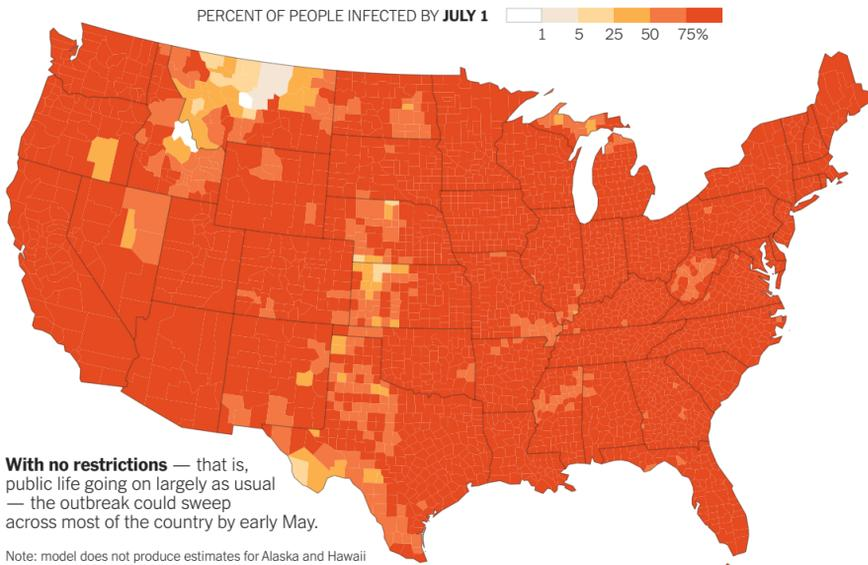 PERCENT OF PEOPLE INFECTED BY JULY 1
1 5 25 50 75%
With no restrictions — that is,
public life going on largely as usual
— the outbreak could sweep
across most of the country by early May.
Note: model does not produce estimates for Alaska and Hawaii